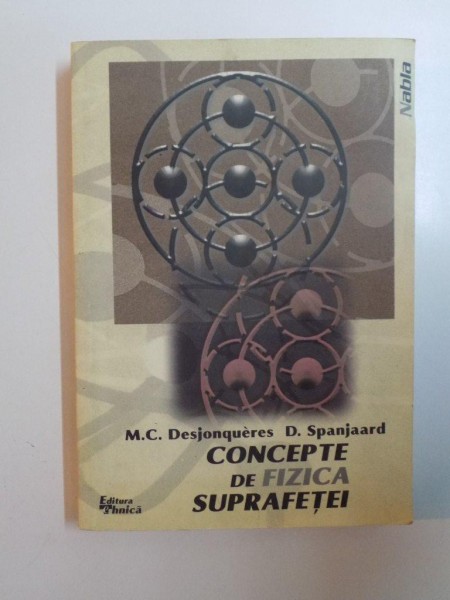 Nabla
M.C. Desjonquères D. Spanjaard
CONCEPTE
DE FIZICA
SUPRAFEȚEI
Editura
Tehnică